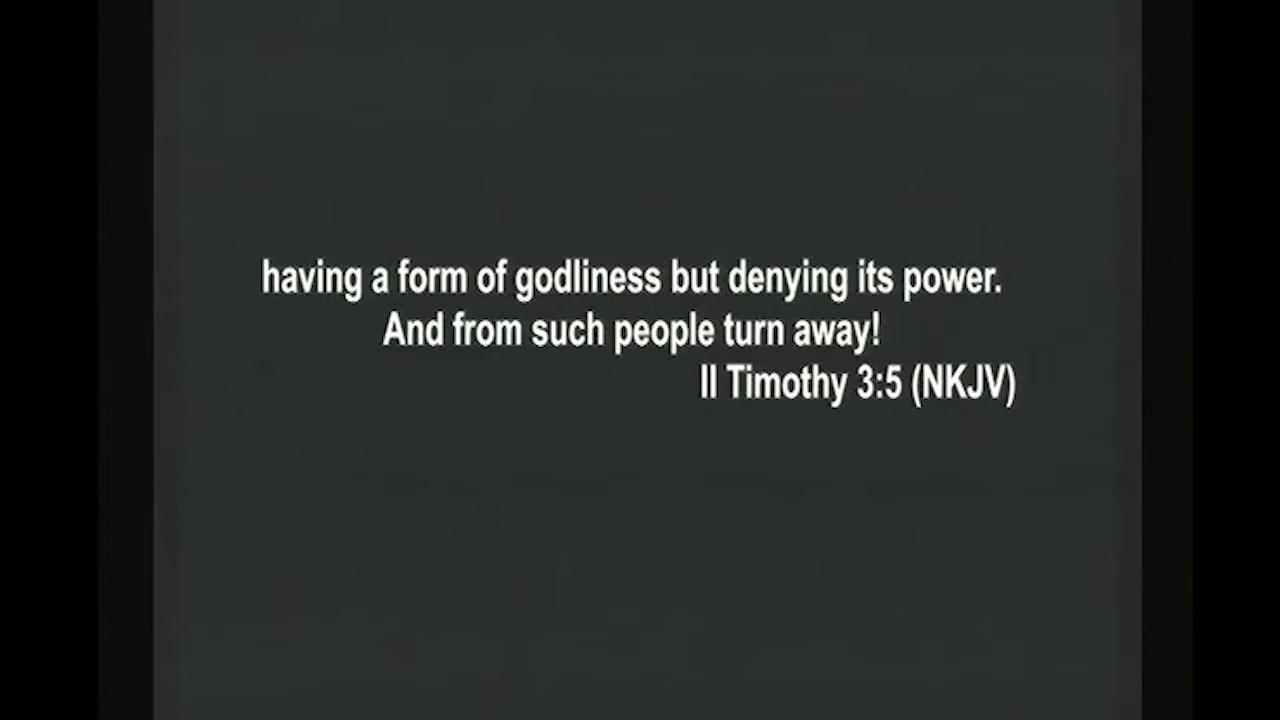 having a form of godliness but denying its power.
And from such people turn away!
II Timothy 3:5 (NKJV)